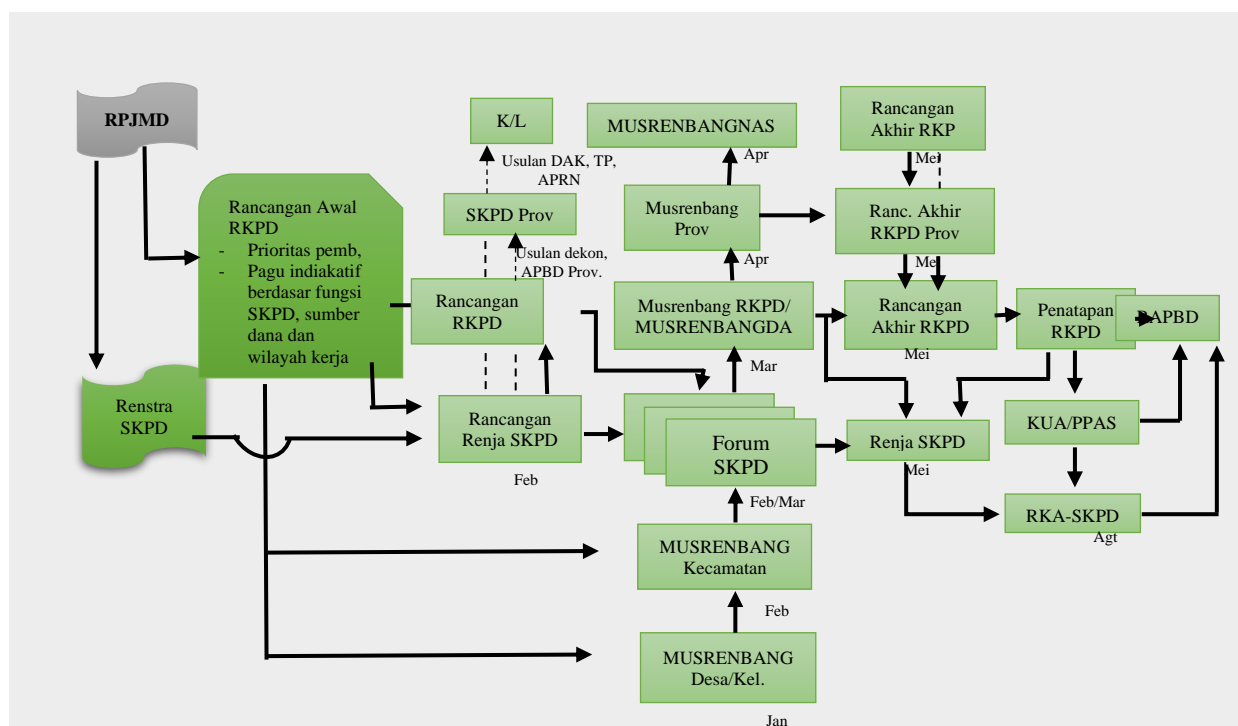 RPJMD
Rancangan Awal
RKPD
- Prioritas pemb,
- Pagu indiakatif
berdasar fungsi
SKPD, sumber
dana dan
wilayah kerja
Renstra
SKPD
K/L
Usulan DAK, TP,
APRN
SKPD Prov
Usulan dekon,
APBD Prov.
Rancangan
RKPD
Rancangan
Renja SKPD
Feb
MUSRENBANGNAS
Apr
Musrenbang
Prov
Apr
Musrenbang RKPD/
MUSRENBANGDA
Mar
Forum
SKPD
Feb/Mar
MUSRENBANG
Kecamatan
Feb
MUSRENBANG
Desa/Kel.
Jan
Rancangan
Akhir RKP
Mei
Ranc. Akhir
RKPD Prov
Mei
Rancangan
Akhir RKPD
Mei
Renja SKPD
Mei
Penatapan
RKPD
RAPBD
KUA/PPAS
RKA-SKPD
Agt